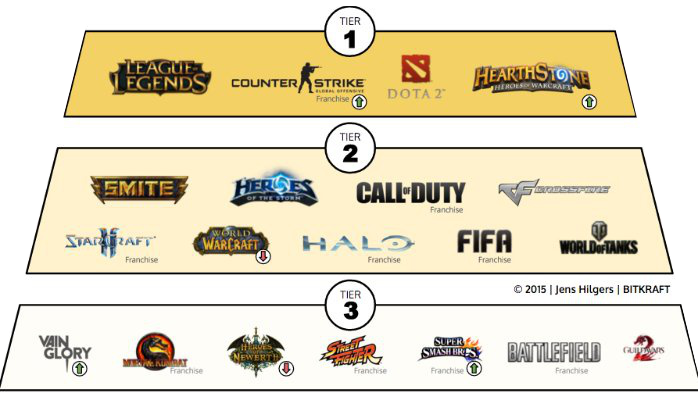 TIER
1
LEAGUE OF
LEGENDS
COUNTER STRIKE
GLOBAL OFFENSIVE
Franchise
DOTA 2
HEARTHSTONE
HEROES OF WARCRAFT
TIER
2
SMITE
HEROES
OF THE STORM
CALL OF DUTY
Franchise
CF CROSSFIRE
STARCRAFT II
Franchise
WORLD
OF
WARCRAFT
HALO
Franchise
FIFA
Franchise
WORLD OF TANKS
© 2015 | Jens Hilgers | BITKRAFT
TIER
3
VAIN
GLORY
MORTAL KOMBAT
Franchise
HEROES
OF
NEWERTH
STREET
FIGHTER
Franchise
SUPER
SMASH BROS
Franchise
BATTLEFIELD
Franchise
GUILD WARS
2